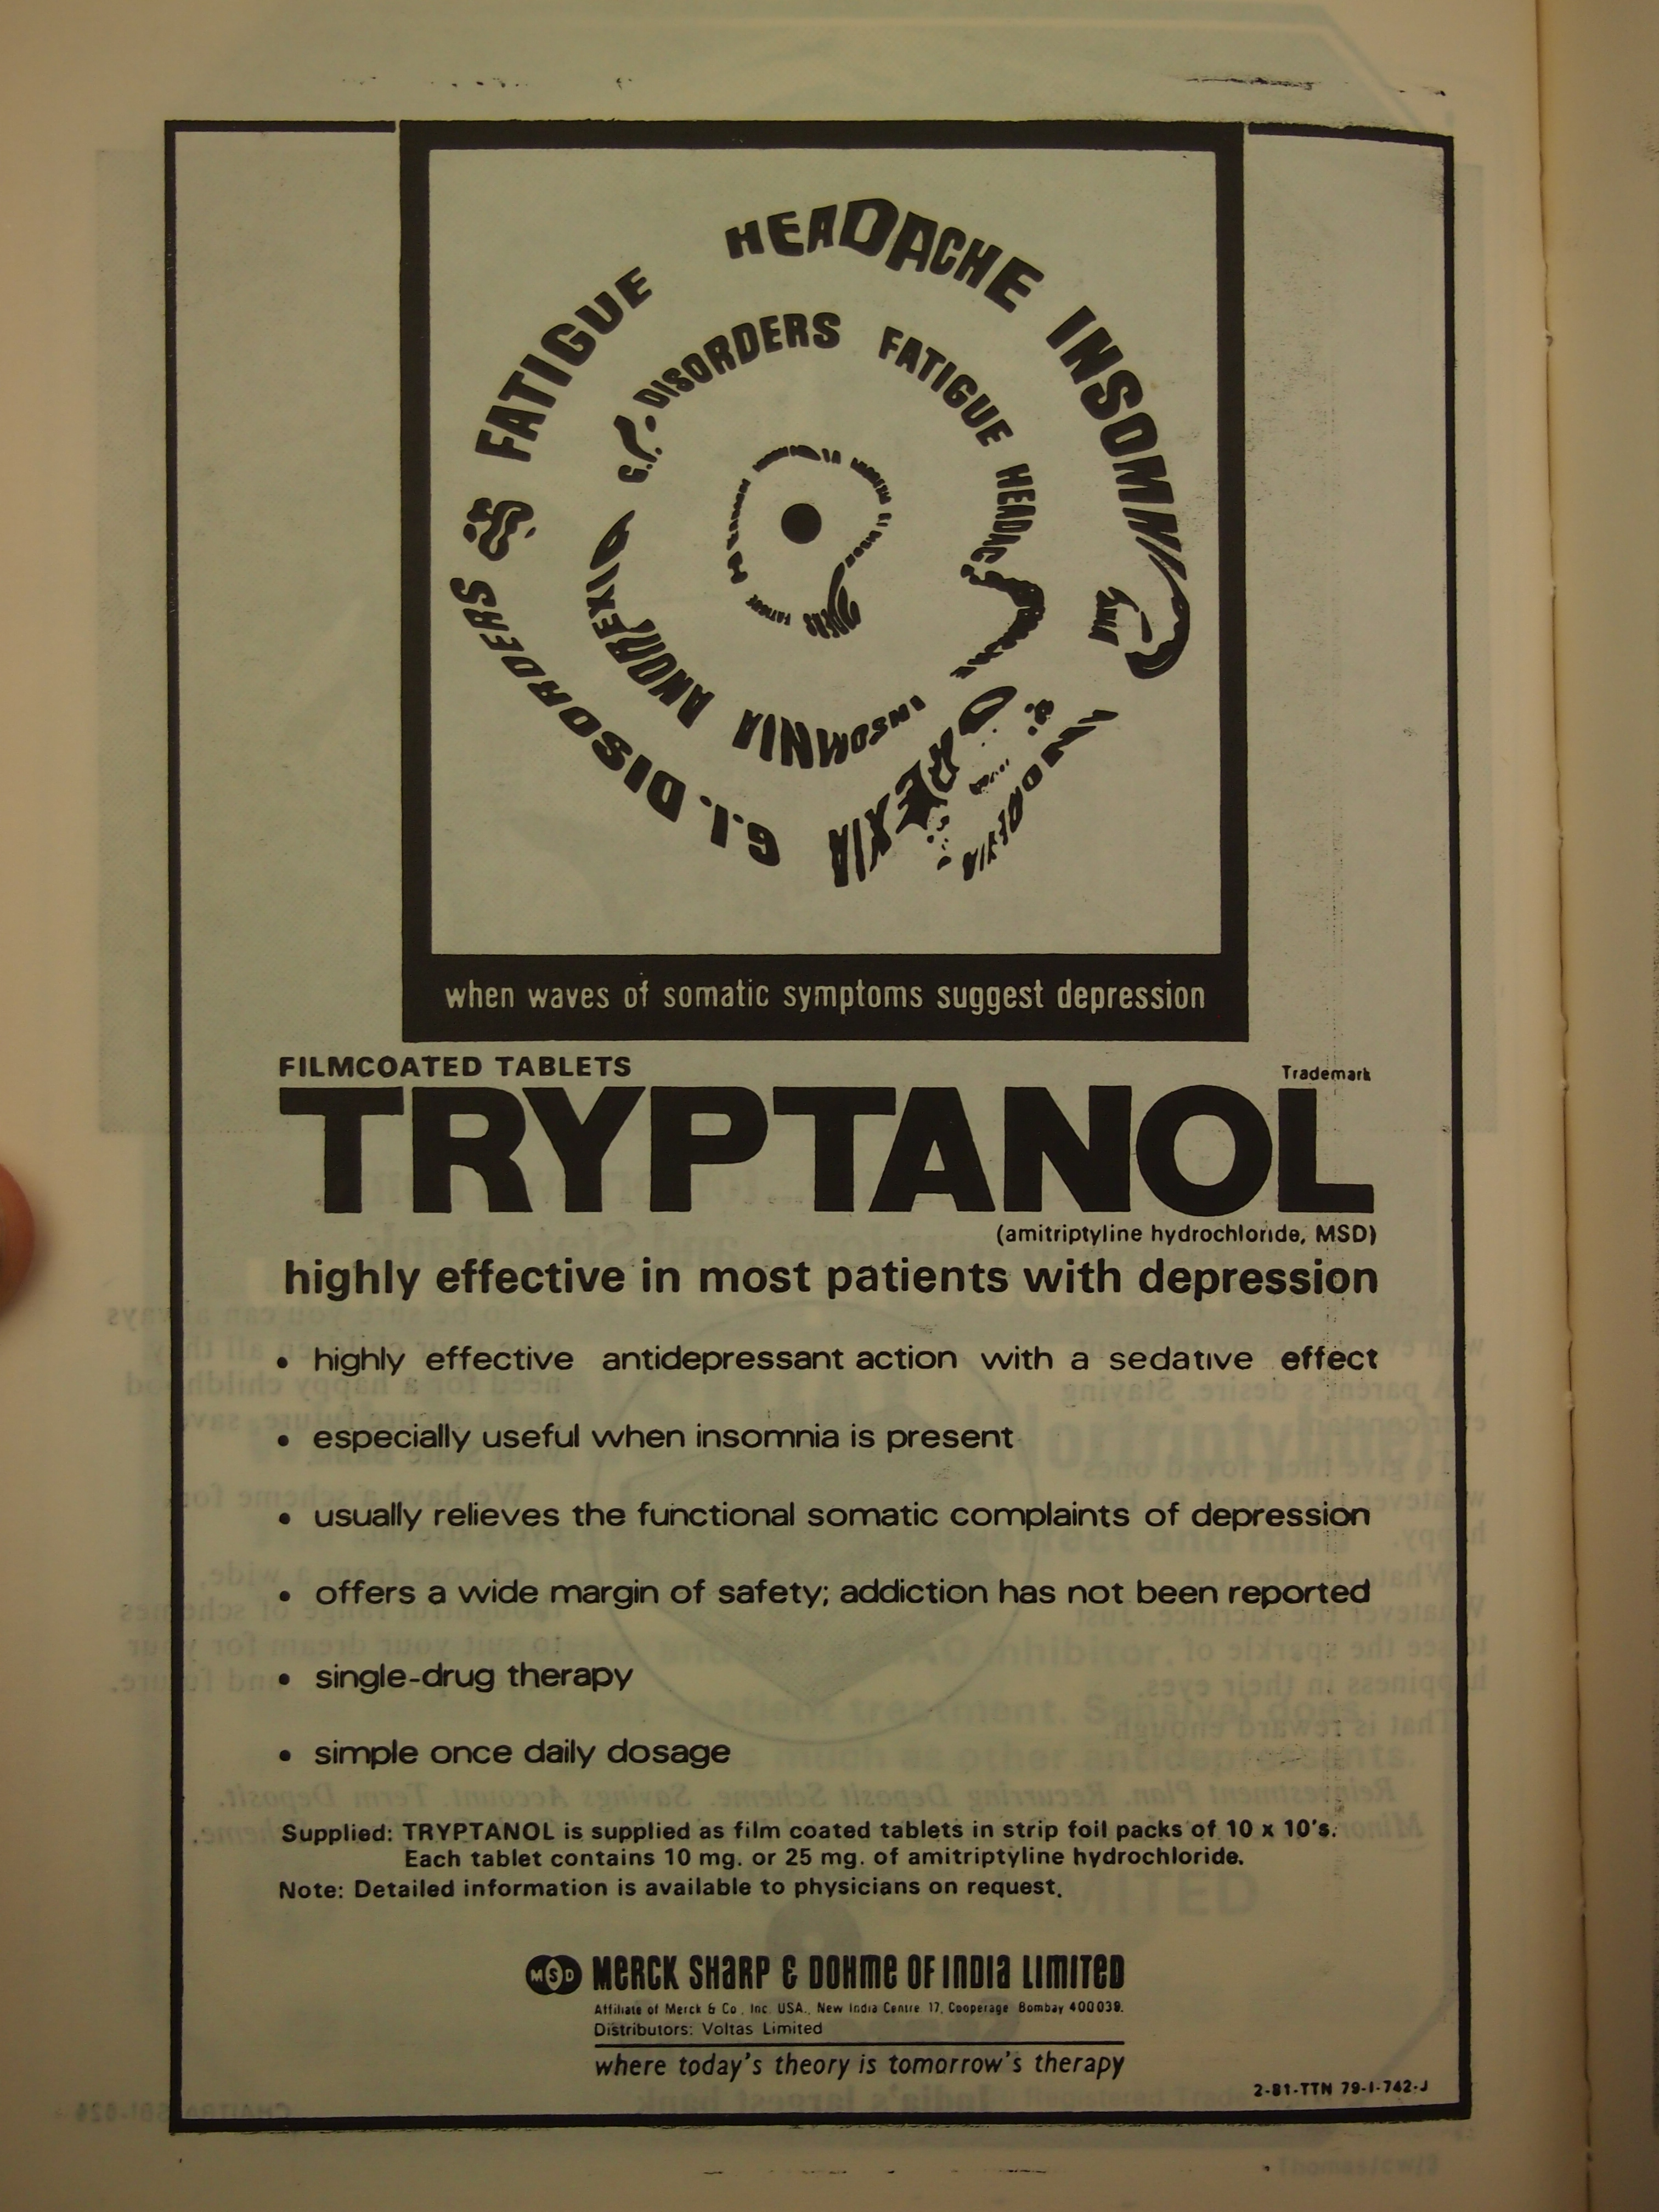 HEADACHE INSOMN
FATIGUE
G.I. DISORDERS
G.I. DISORDERS FATIGUE HEADAC
ANOREXIA
INSOMNIA
REXIA
when waves of somatic symptoms suggest depression
FILMCOATED TABLETS
Trademark
TRYPTANOL
(amitriptyline hydrochloride, MSD)
highly effective in most patients with depression
• highly effective antidepressant action with a sedative effect
• especially useful when insomnia is present
• usually relieves the functional somatic complaints of depression
• offers a wide margin of safety; addiction has not been reported
• single-drug therapy
• simple once daily dosage
Supplied: TRYPTANOL is supplied as film coated tablets in strip foil packs of 10 x 10's.
Each tablet contains 10 mg. or 25 mg. of amitriptyline hydrochloride.
Note: Detailed information is available to physicians on request.
MSD MERCK SHARP & DOHME OF INDIA LIMITED
Affiliate of Merck & Co., Inc. USA., New India Centre 17, Cooperage Bombay 400039.
Distributors: Voltas Limited
where today's theory is tomorrow's therapy
2-81-TTN 79-I-742-J